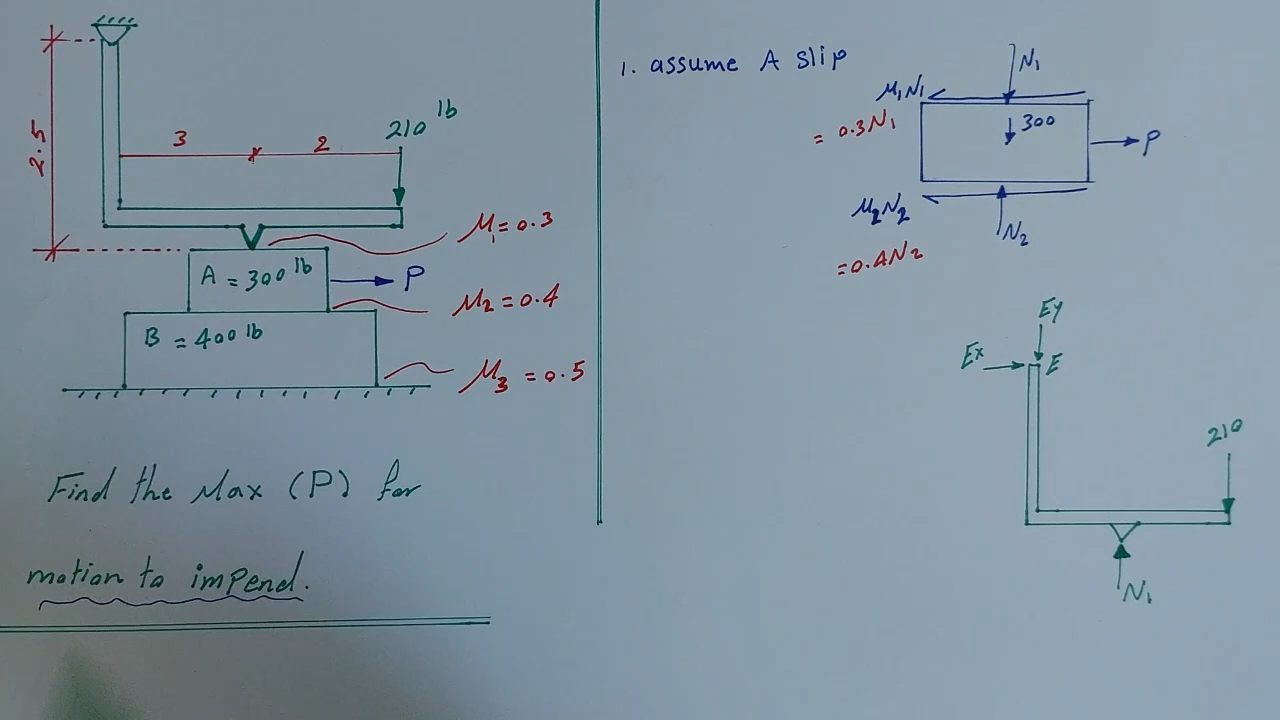 2.5
3
2
210 lb
μ₁ = 0.3
A = 300 lb
P
μ₂ = 0.4
B = 400 lb
μ₃ = 0.5
Find the Max (P) for
motion to impend.
1. assume A slip
N₁
μ₁N₁
= 0.3N₁
300
P
μ₂N₂
= 0.4N₂
N₂
Ey
Ex
E
210
N₁